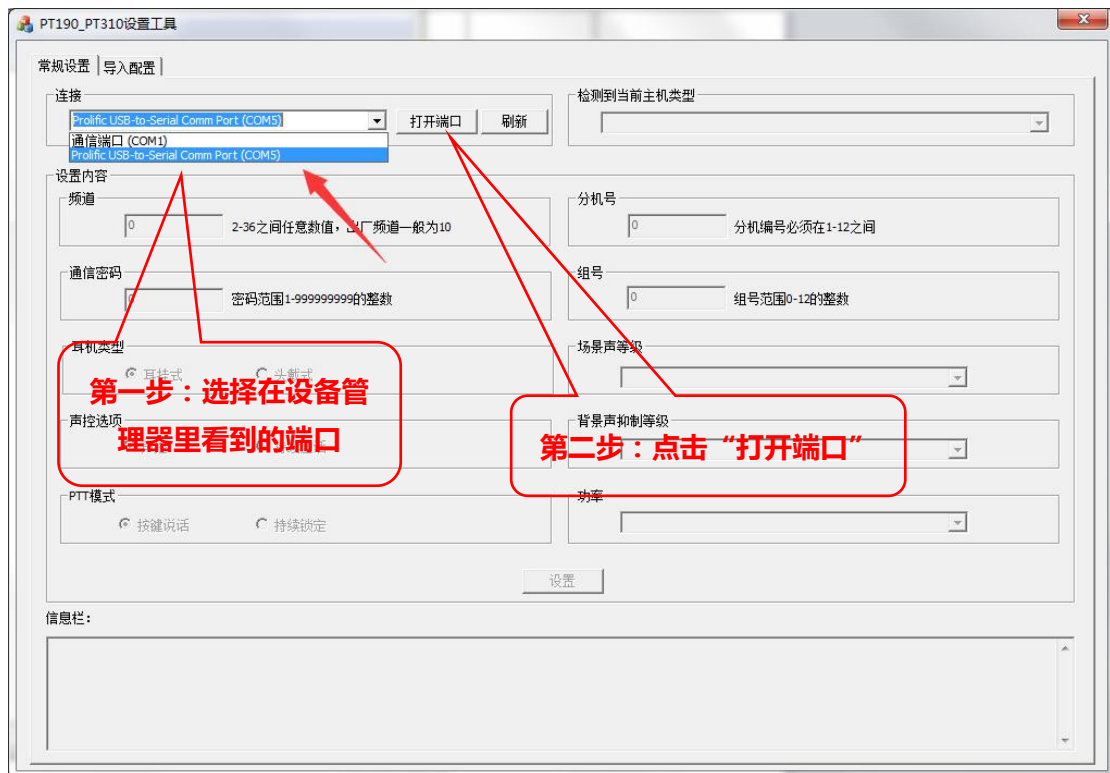 PT190_PT310设置工具
常规设置 导入配置
连接
检测到当前主机类型
Prolific USB-to-Serial Comm Port (COM5) 打开端口 刷新
通信端口 (COM1)
Prolific USB-to-Serial Comm Port (COM5)
设置内容
频道
分机号
0 2-36之间任意数值，出厂频道一般为10
0 分机编号必须在1-12之间
通信密码
组号
0 密码范围1-999999999的整数
0 组号范围0-12的整数
耳机类型
场景声等级
耳挂式 头戴式
第一步：选择在设备管
理器里看到的端口
声控选项
背景声抑制等级
第二步：点击“打开端口”
PTT模式
功率
按键说话 持续锁定
设置
信息栏：